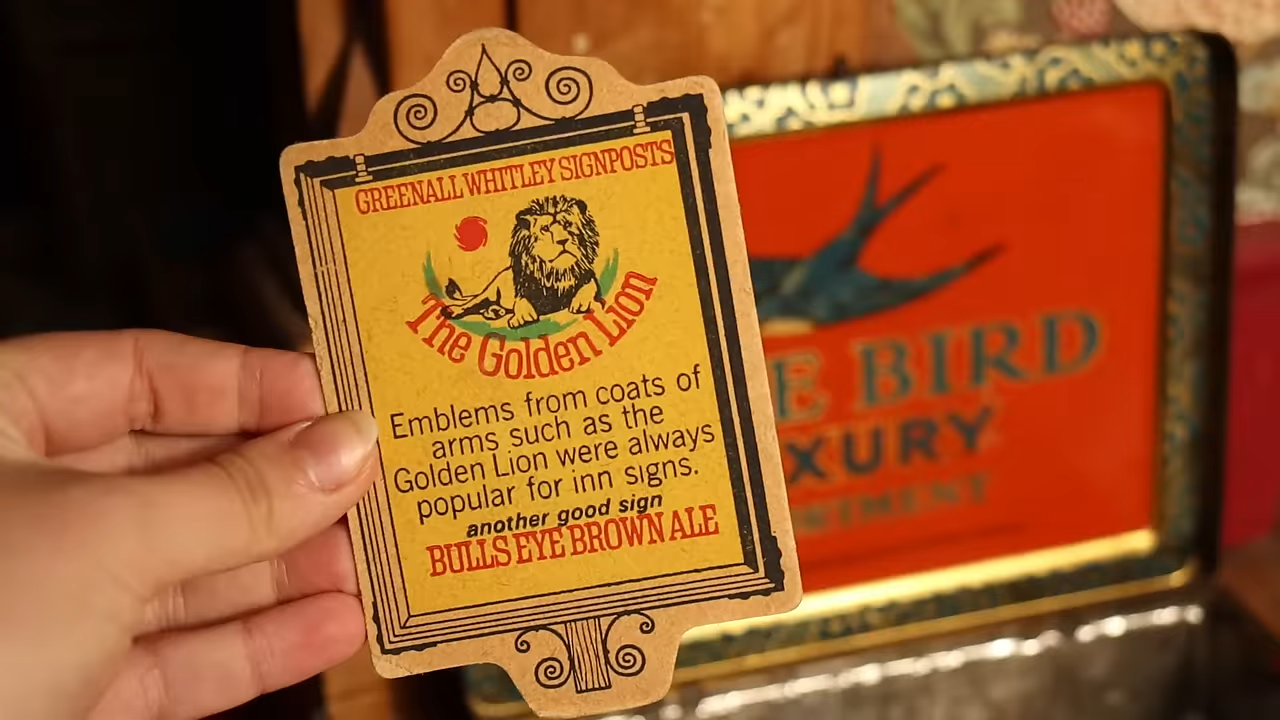 GREENALL WHITLEY SIGNPOSTS
The Golden Lion
Emblems from coats of
arms such as the
Golden Lion were always
popular for inn signs.
another good sign
BULLS EYE BROWN ALE
BIRD